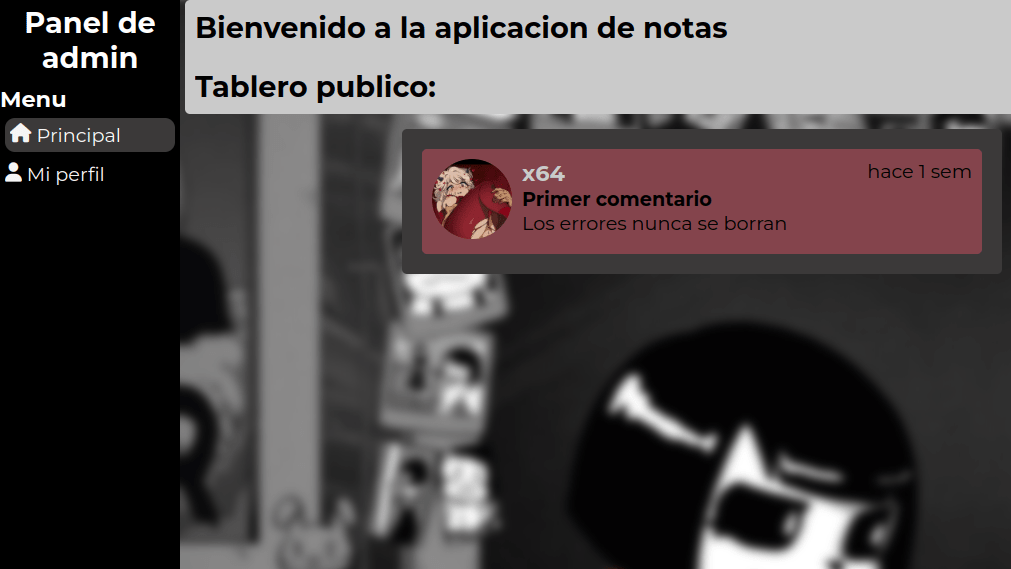 Panel de
admin
Menu
Principal
Mi perfil
Bienvenido a la aplicacion de notas
Tablero publico:
x64
hace 1 sem
Primer comentario
Los errores nunca se borran